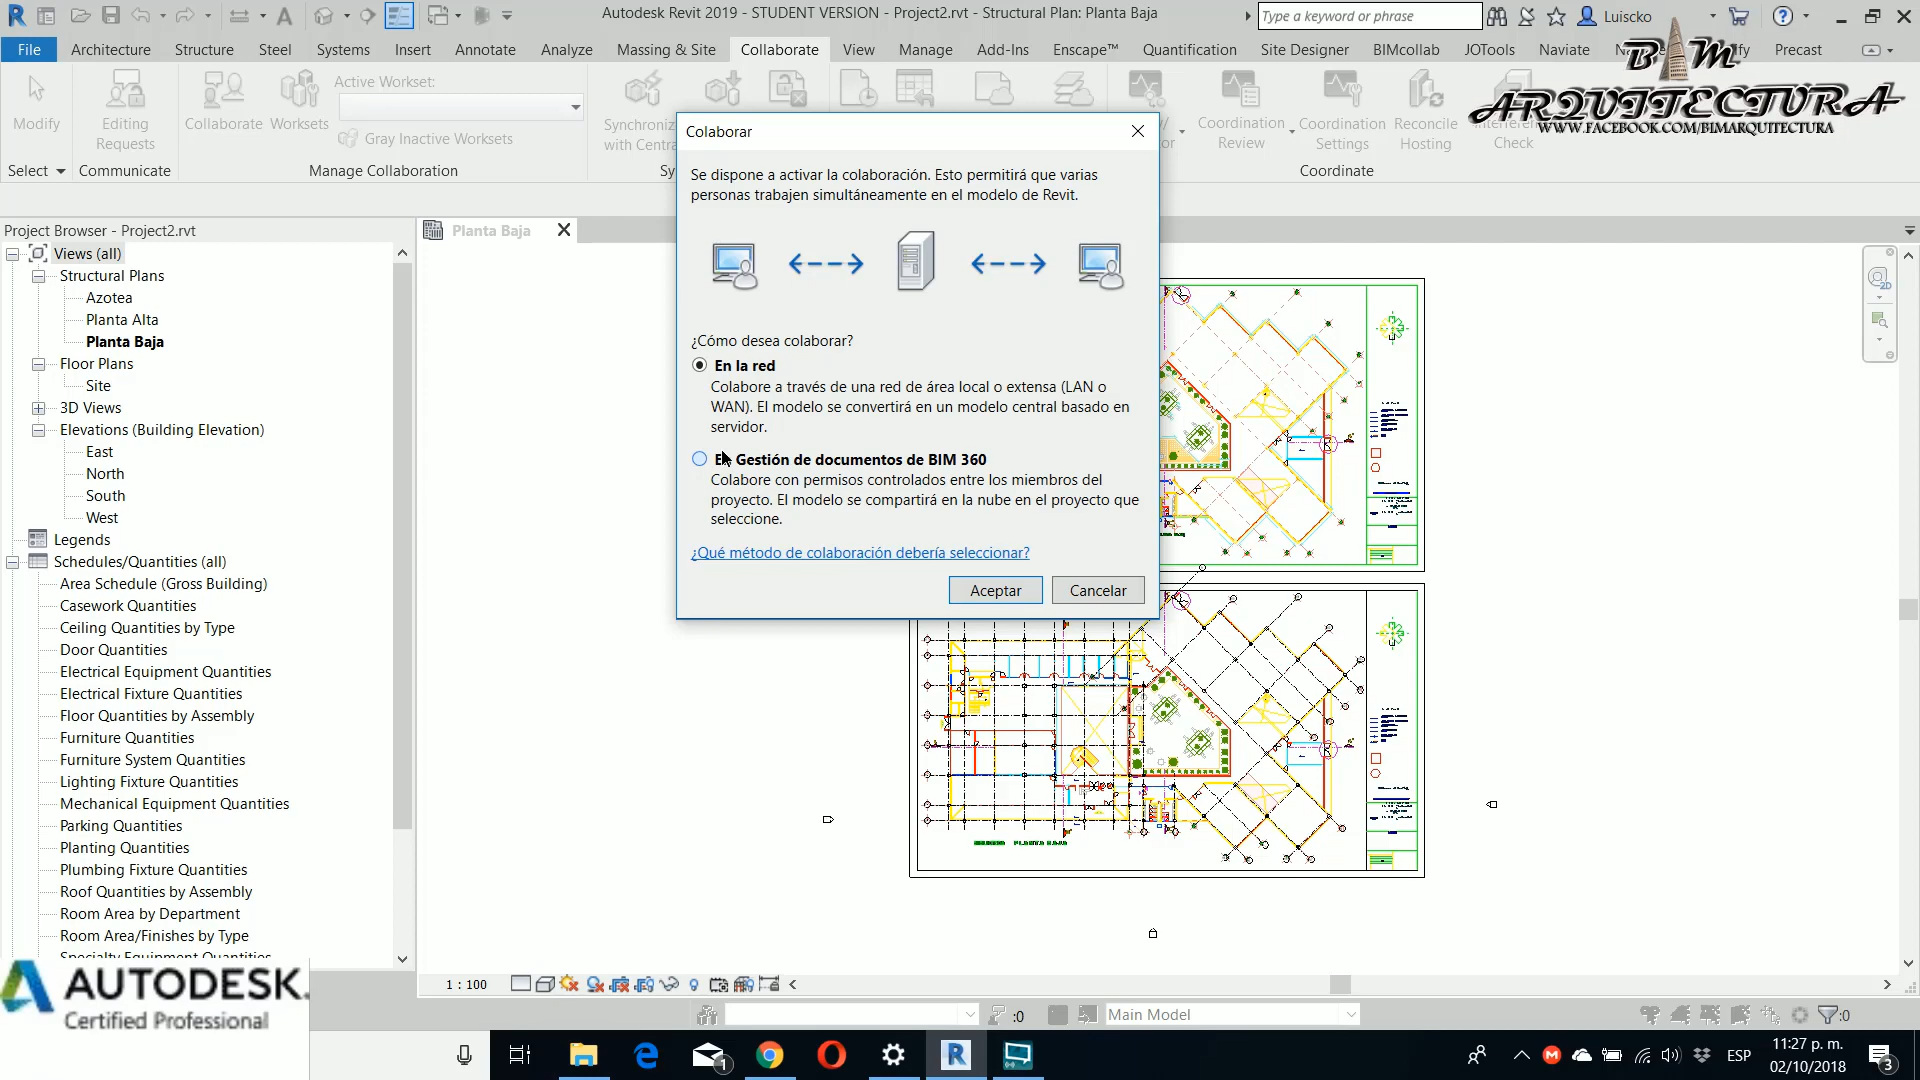 Autodesk Revit 2019 - STUDENT VERSION - Project2.rvt - Structural Plan: Planta Baja
Type a keyword or phrase
Luiscko
File
Architecture
Structure
Steel
Systems
Insert
Annotate
Analyze
Massing & Site
Collaborate
View
Manage
Add-Ins
Enscape™
Quantification
Site Designer
BIMcollab
JOTools
Naviate
Precast
BIM
ARQUITECTURA
WWW.FACEBOOK.COM/BIMARQUITECTURA
Modify
Editing
Requests
Collaborate
Worksets
Active Workset:
Gray Inactive Worksets
Coordination
Review
Coordination
Settings
Reconcile
Hosting
Interference
Check
Select
Communicate
Manage Collaboration
Coordinate
Project Browser - Project2.rvt
Views (all)
Structural Plans
Azotea
Planta Alta
Planta Baja
Floor Plans
Site
3D Views
Elevations (Building Elevation)
East
North
South
West
Legends
Schedules/Quantities (all)
Area Schedule (Gross Building)
Casework Quantities
Ceiling Quantities by Type
Door Quantities
Electrical Equipment Quantities
Electrical Fixture Quantities
Floor Quantities by Assembly
Furniture Quantities
Furniture System Quantities
Lighting Fixture Quantities
Mechanical Equipment Quantities
Parking Quantities
Planting Quantities
Plumbing Fixture Quantities
Roof Quantities by Assembly
Room Area by Department
Room Area/Finishes by Type
Specialty Equipment Quantities
AUTODESK.
Certified Professional
Planta Baja
Colaborar
Se dispone a activar la colaboración. Esto permitirá que varias
personas trabajen simultáneamente en el modelo de Revit.
¿Cómo desea colaborar?
En la red
Colabore a través de una red de área local o extensa (LAN o
WAN). El modelo se convertirá en un modelo central basado en
servidor.
Gestión de documentos de BIM 360
Colabore con permisos controlados entre los miembros del
proyecto. El modelo se compartirá en la nube en el proyecto que
seleccione.
¿Qué método de colaboración debería seleccionar?
Aceptar
Cancelar
PLANTA BAJA
1 : 100
:0
Main Model
:0
1
ESP
11:27 p. m.
02/10/2018
3